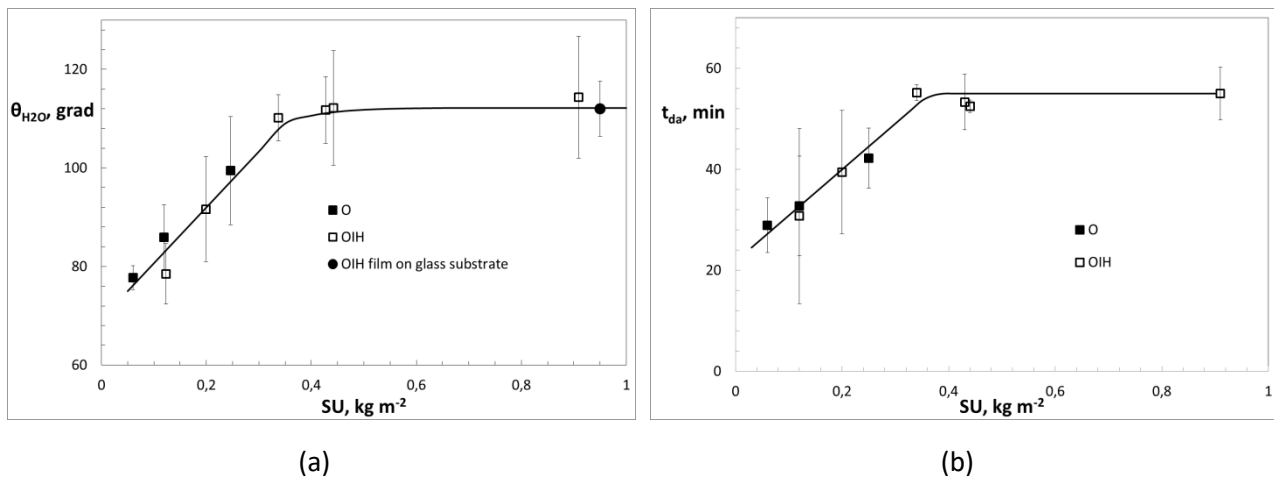 120
θH2O, grad
100
80
60
0
0,2
0,4
0,6
0,8
1
SU, kg m-2
O
OIH
OIH film on glass substrate
(a)
60
tda, min
40
20
0
0
0,2
0,4
0,6
0,8
1
SU, kg m-2
O
OIH
(b)